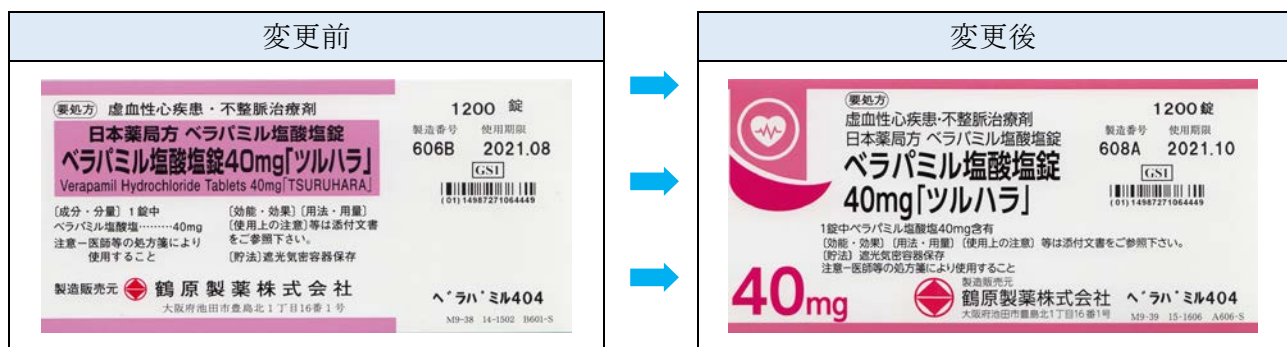 変更前
要処方 虚血性心疾患・不整脈治療剤
日本薬局方 ベラパミル塩酸塩錠
ベラパミル塩酸塩錠40mg「ツルハラ」
Verapamil Hydrochloride Tablets 40mg「TSURUHARA」
〔成分・分量〕1錠中
ベラパミル塩酸塩………40mg
注意－医師等の処方箋により
使用すること
〔効能・効果〕〔用法・用量〕
〔使用上の注意〕等は添付文書
をご参照下さい。
〔貯法〕遮光気密容器保存
製造販売元 鶴原製薬株式会社
大阪府池田市豊島北1丁目16番1号
1200 錠
製造番号 使用期限
606B 2021.08
GS1
(01)14987271064449
ベラパミル404
M9-38 14-1502 B601-S
変更後
要処方
虚血性心疾患・不整脈治療剤
日本薬局方 ベラパミル塩酸塩錠
ベラパミル塩酸塩錠
40mg「ツルハラ」
1錠中ベラパミル塩酸塩40mg含有
〔効能・効果〕〔用法・用量〕〔使用上の注意〕等は添付文書をご参照下さい。
〔貯法〕遮光気密容器保存
注意－医師等の処方箋により使用すること
40mg
製造販売元
鶴原製薬株式会社
大阪府池田市豊島北1丁目16番1号
1200錠
製造番号 使用期限
608A 2021.10
GS1
(01)14987271064449
ベラパミル404
M9-39 15-1606 A606-S